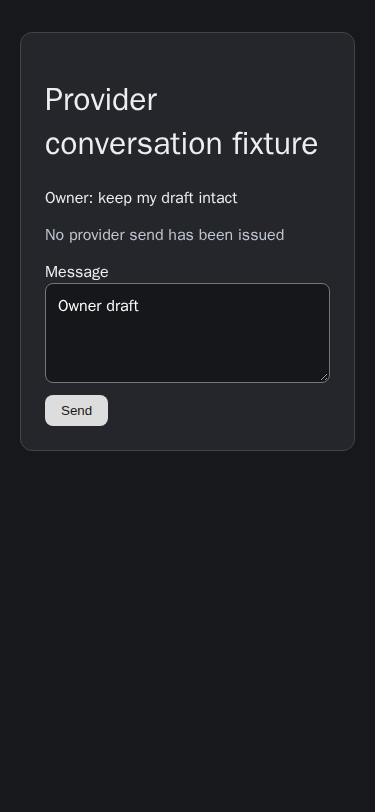 Provider
conversation fixture
Owner: keep my draft intact
No provider send has been issued
Message
Owner draft
Send